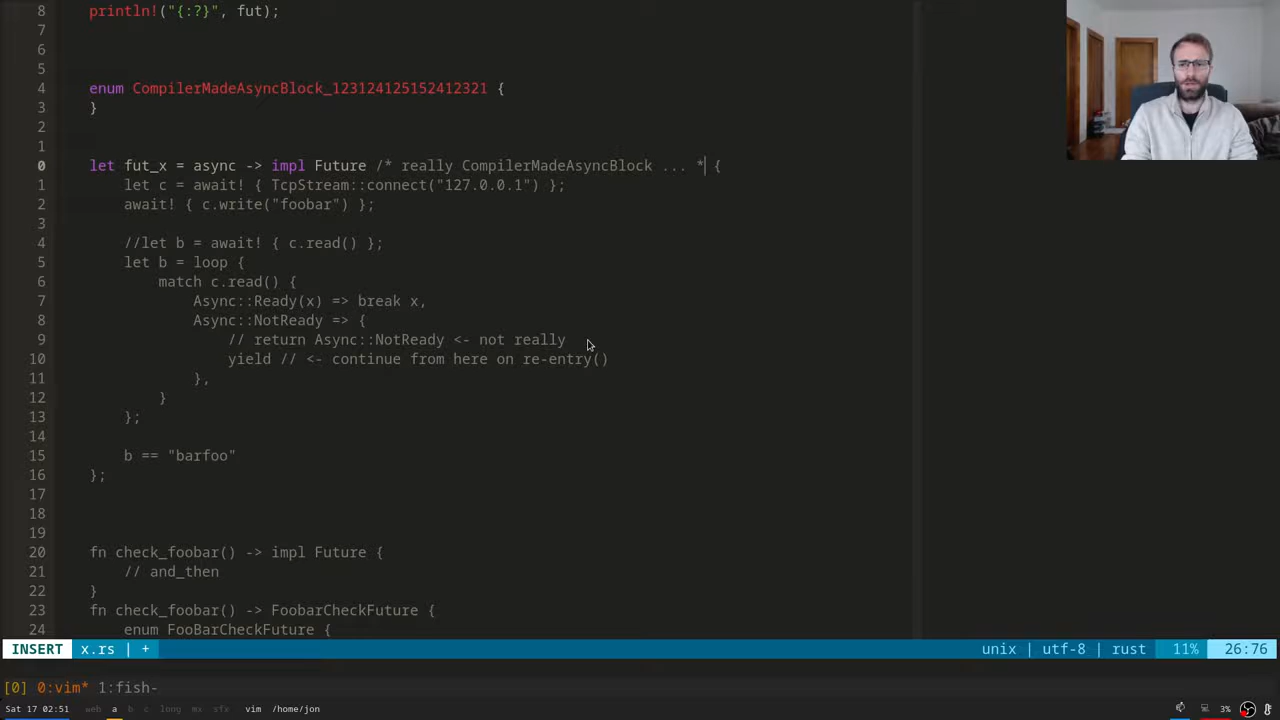 8 println!("{:?}", fut);
7
6
5
4 enum CompilerMadeAsyncBlock_123124125152412321 {
3 }
2
1
0 let fut_x = async -> impl Future /* really CompilerMadeAsyncBlock ... * {
1 let c = await! { TcpStream::connect("127.0.0.1") };
2 await! { c.write("foobar") };
3
4 //let b = await! { c.read() };
5 let b = loop {
6 match c.read() {
7 Async::Ready(x) => break x,
8 Async::NotReady => {
9 // return Async::NotReady <- not really
10 yield // <- continue from here on re-entry()
11 },
12 }
13 };
14
15 b == "barfoo"
16 };
17
18
19
20 fn check_foobar() -> impl Future {
21 // and_then
22 }
23 fn check_foobar() -> FoobarCheckFuture {
24 enum FooBarCheckFuture {
INSERT x.rs | + unix | utf-8 | rust 11% 26:76
[0] 0:vim* 1:fish-
Sat 17 02:51 web a b c long mx sfx vim /home/jon 3%